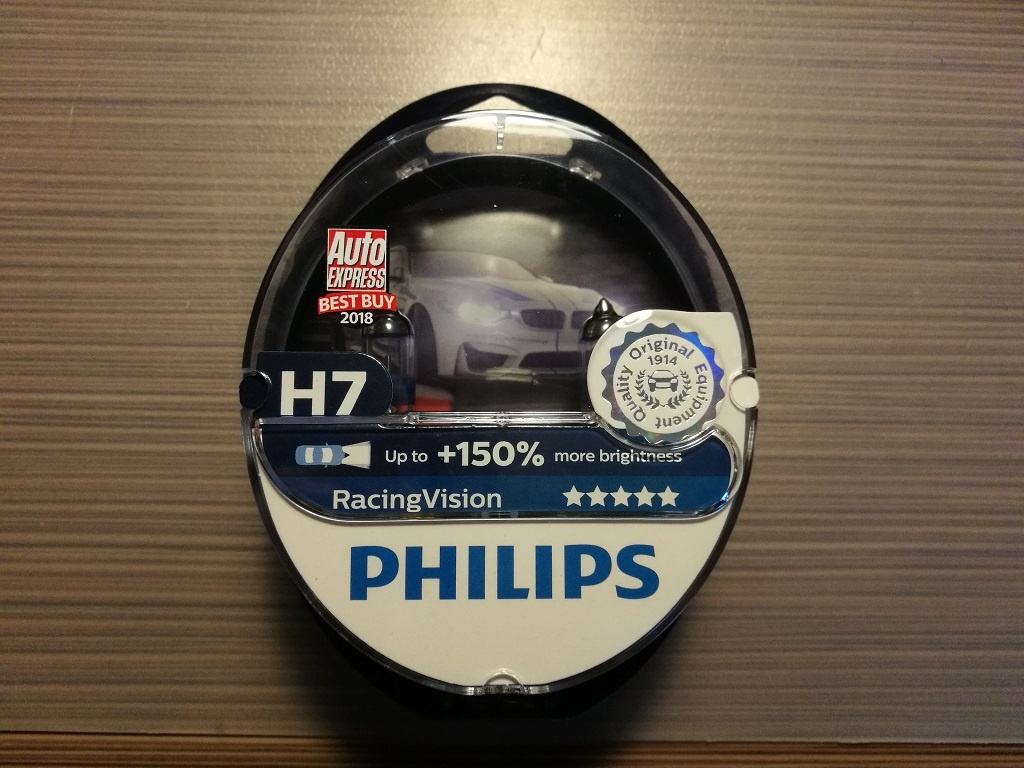 Auto
EXPRESS
BEST BUY
2018
H7
Quality Original Equipment
1914
Up to +150% more brightness
RacingVision
PHILIPS